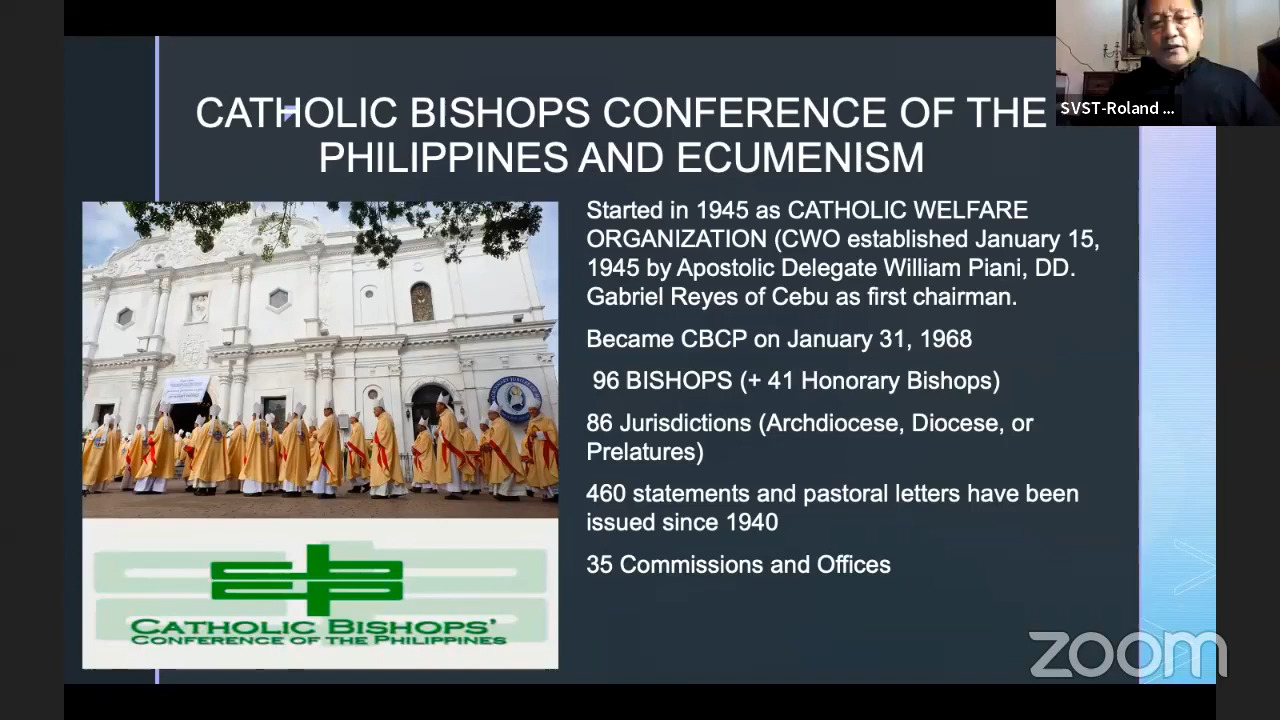 SVST-Roland ...
CATHOLIC BISHOPS CONFERENCE OF THE
PHILIPPINES AND ECUMENISM
Started in 1945 as CATHOLIC WELFARE
ORGANIZATION (CWO established January 15,
1945 by Apostolic Delegate William Piani, DD.
Gabriel Reyes of Cebu as first chairman.
Became CBCP on January 31, 1968
96 BISHOPS (+ 41 Honorary Bishops)
86 Jurisdictions (Archdiocese, Diocese, or
Prelatures)
460 statements and pastoral letters have been
issued since 1940
35 Commissions and Offices
CATHOLIC BISHOPS'
CONFERENCE OF THE PHILIPPINES
zoom